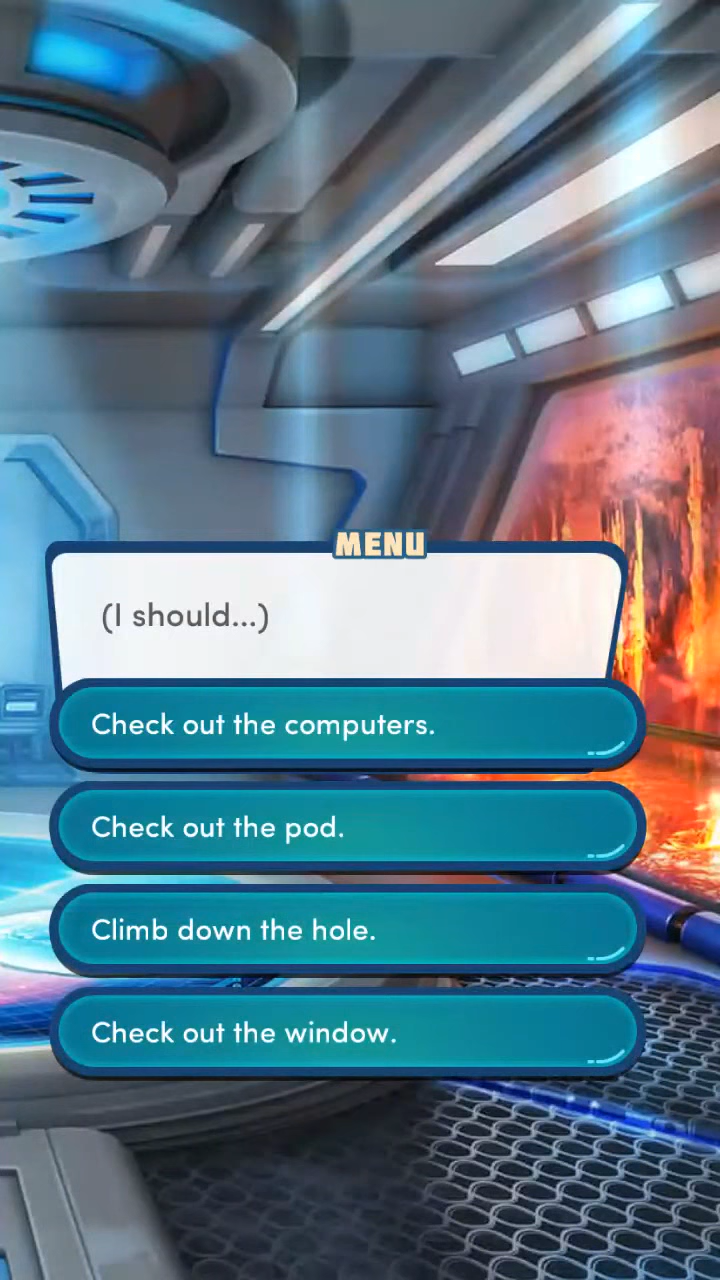 MENU
(I should...)
Check out the computers.
Check out the pod.
Climb down the hole.
Check out the window.